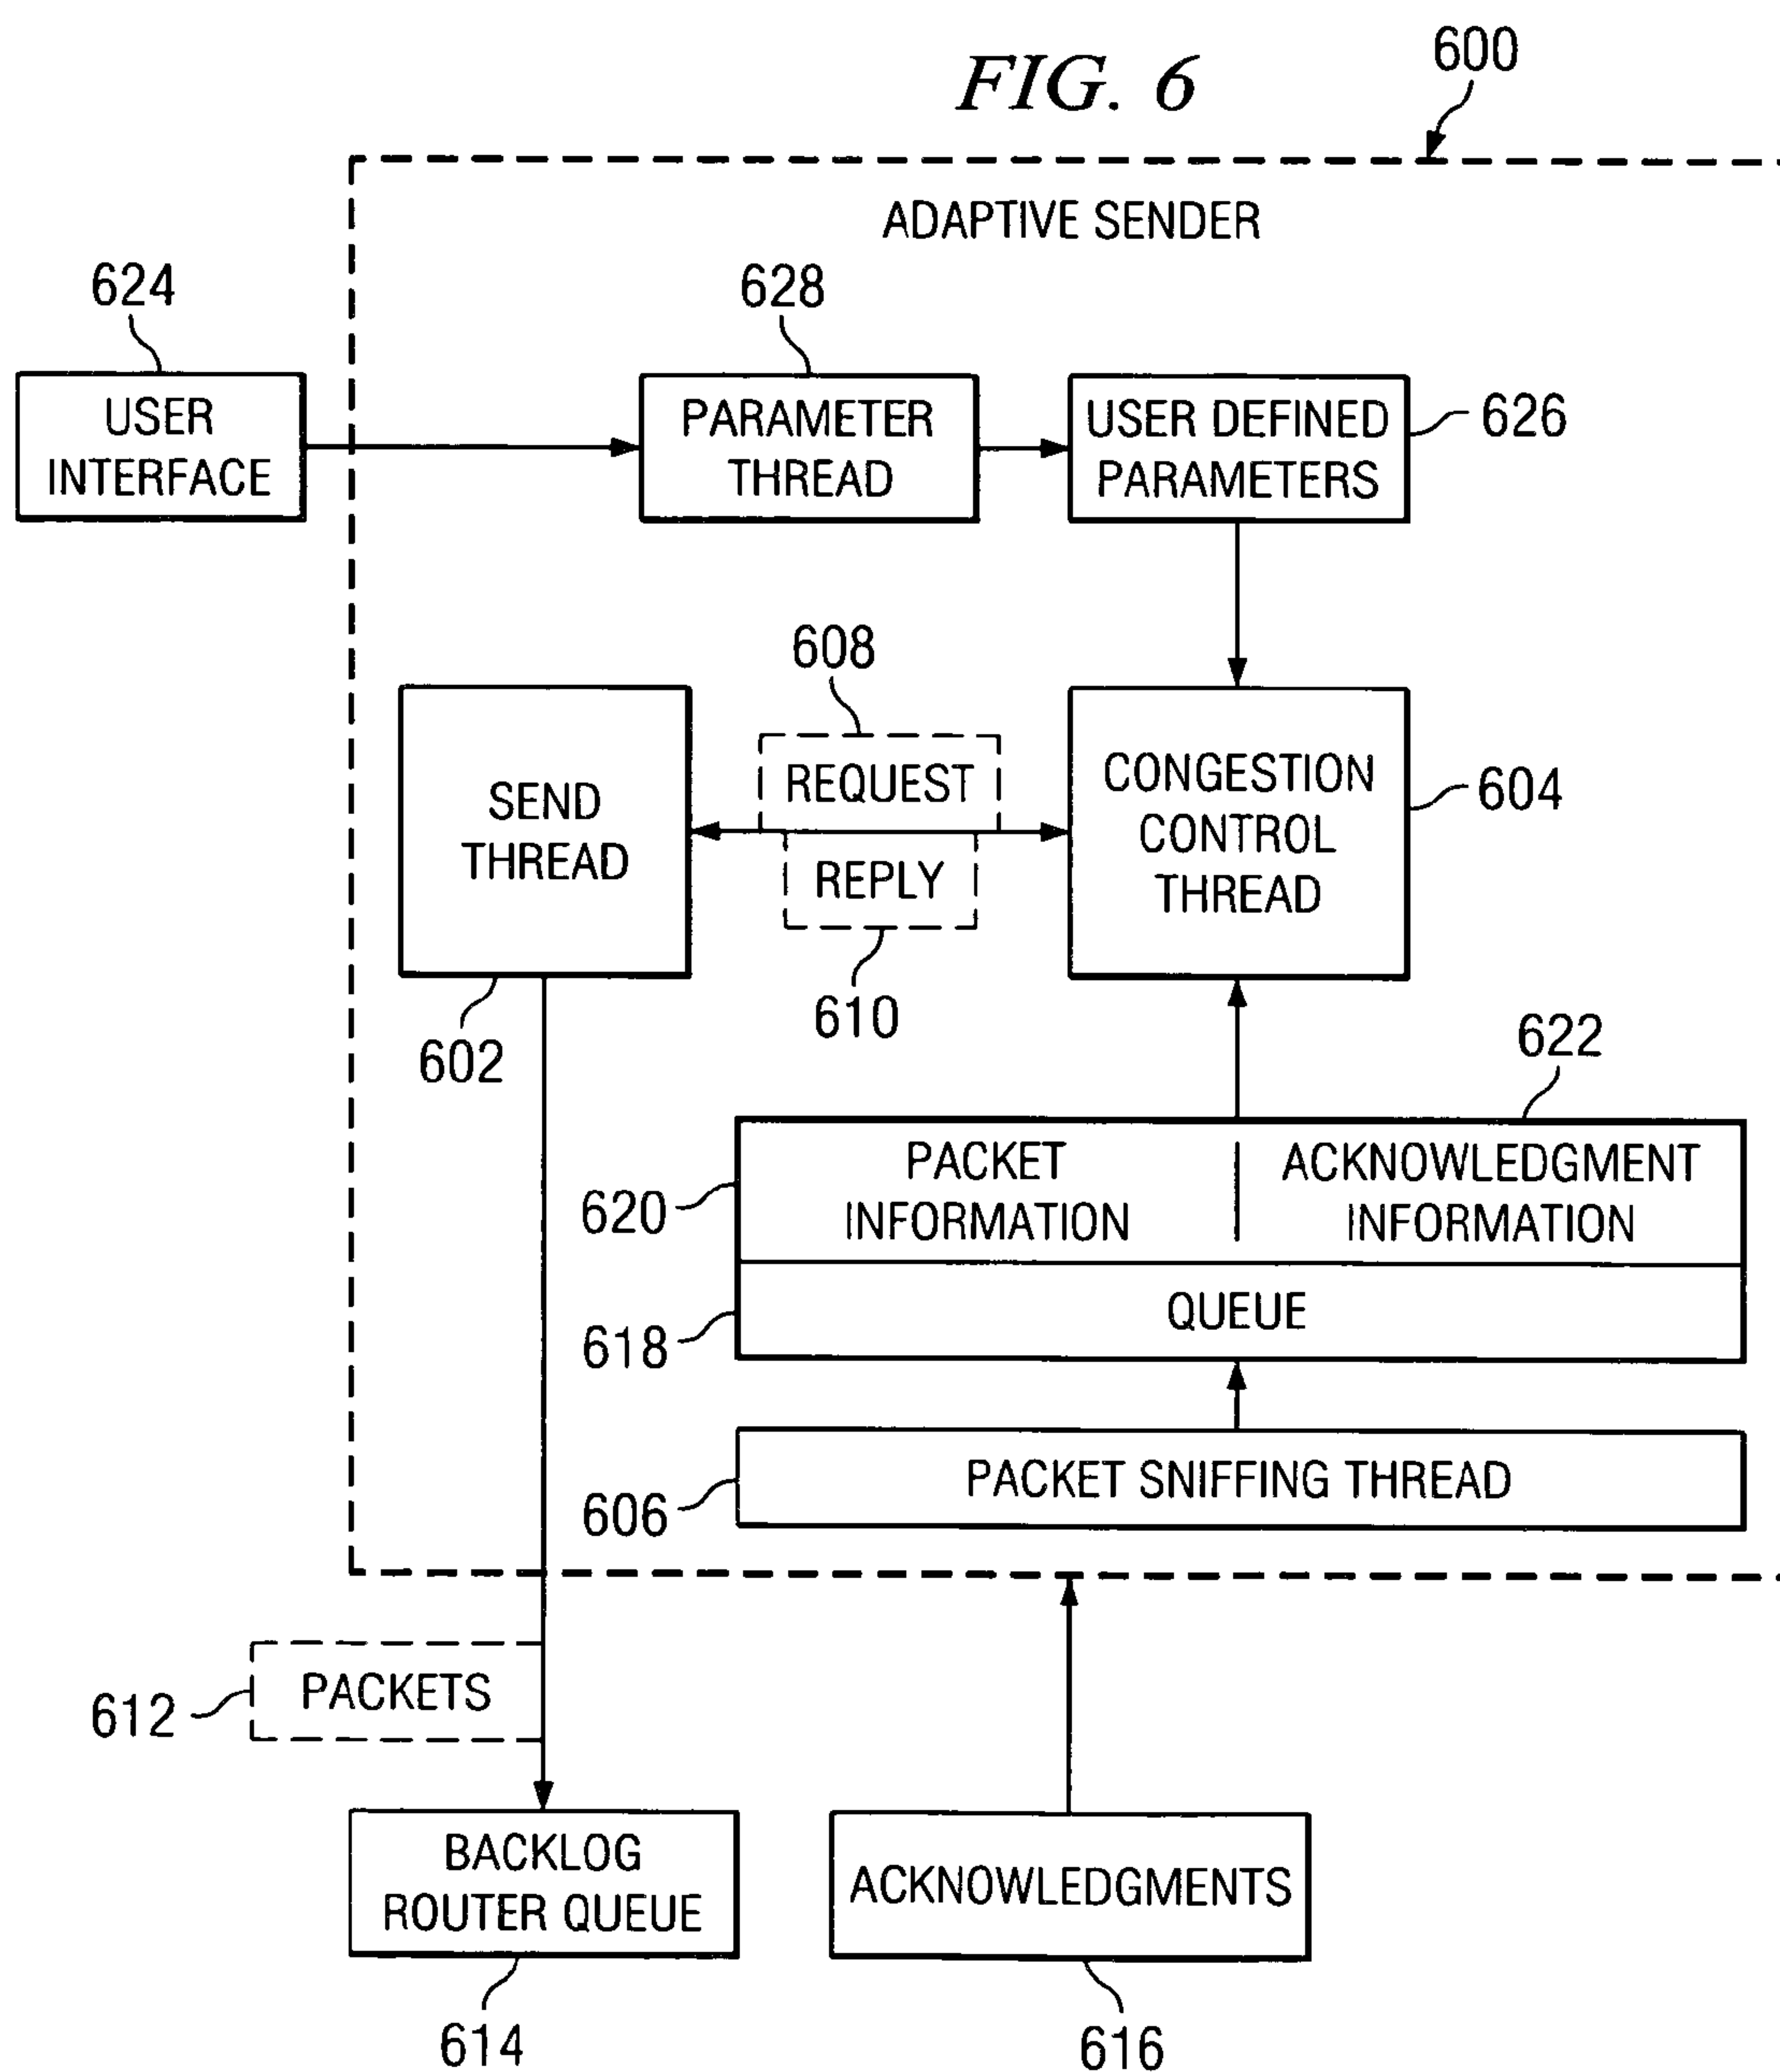 FIG. 6
600
ADAPTIVE SENDER
624
628
USER
INTERFACE
PARAMETER
THREAD
USER DEFINED
PARAMETERS
626
608
SEND
THREAD
REQUEST
REPLY
CONGESTION
CONTROL
THREAD
604
610
602
622
PACKET
INFORMATION
ACKNOWLEDGMENT
INFORMATION
620
QUEUE
618
PACKET SNIFFING THREAD
606
PACKETS
612
BACKLOG
ROUTER QUEUE
ACKNOWLEDGMENTS
614
616